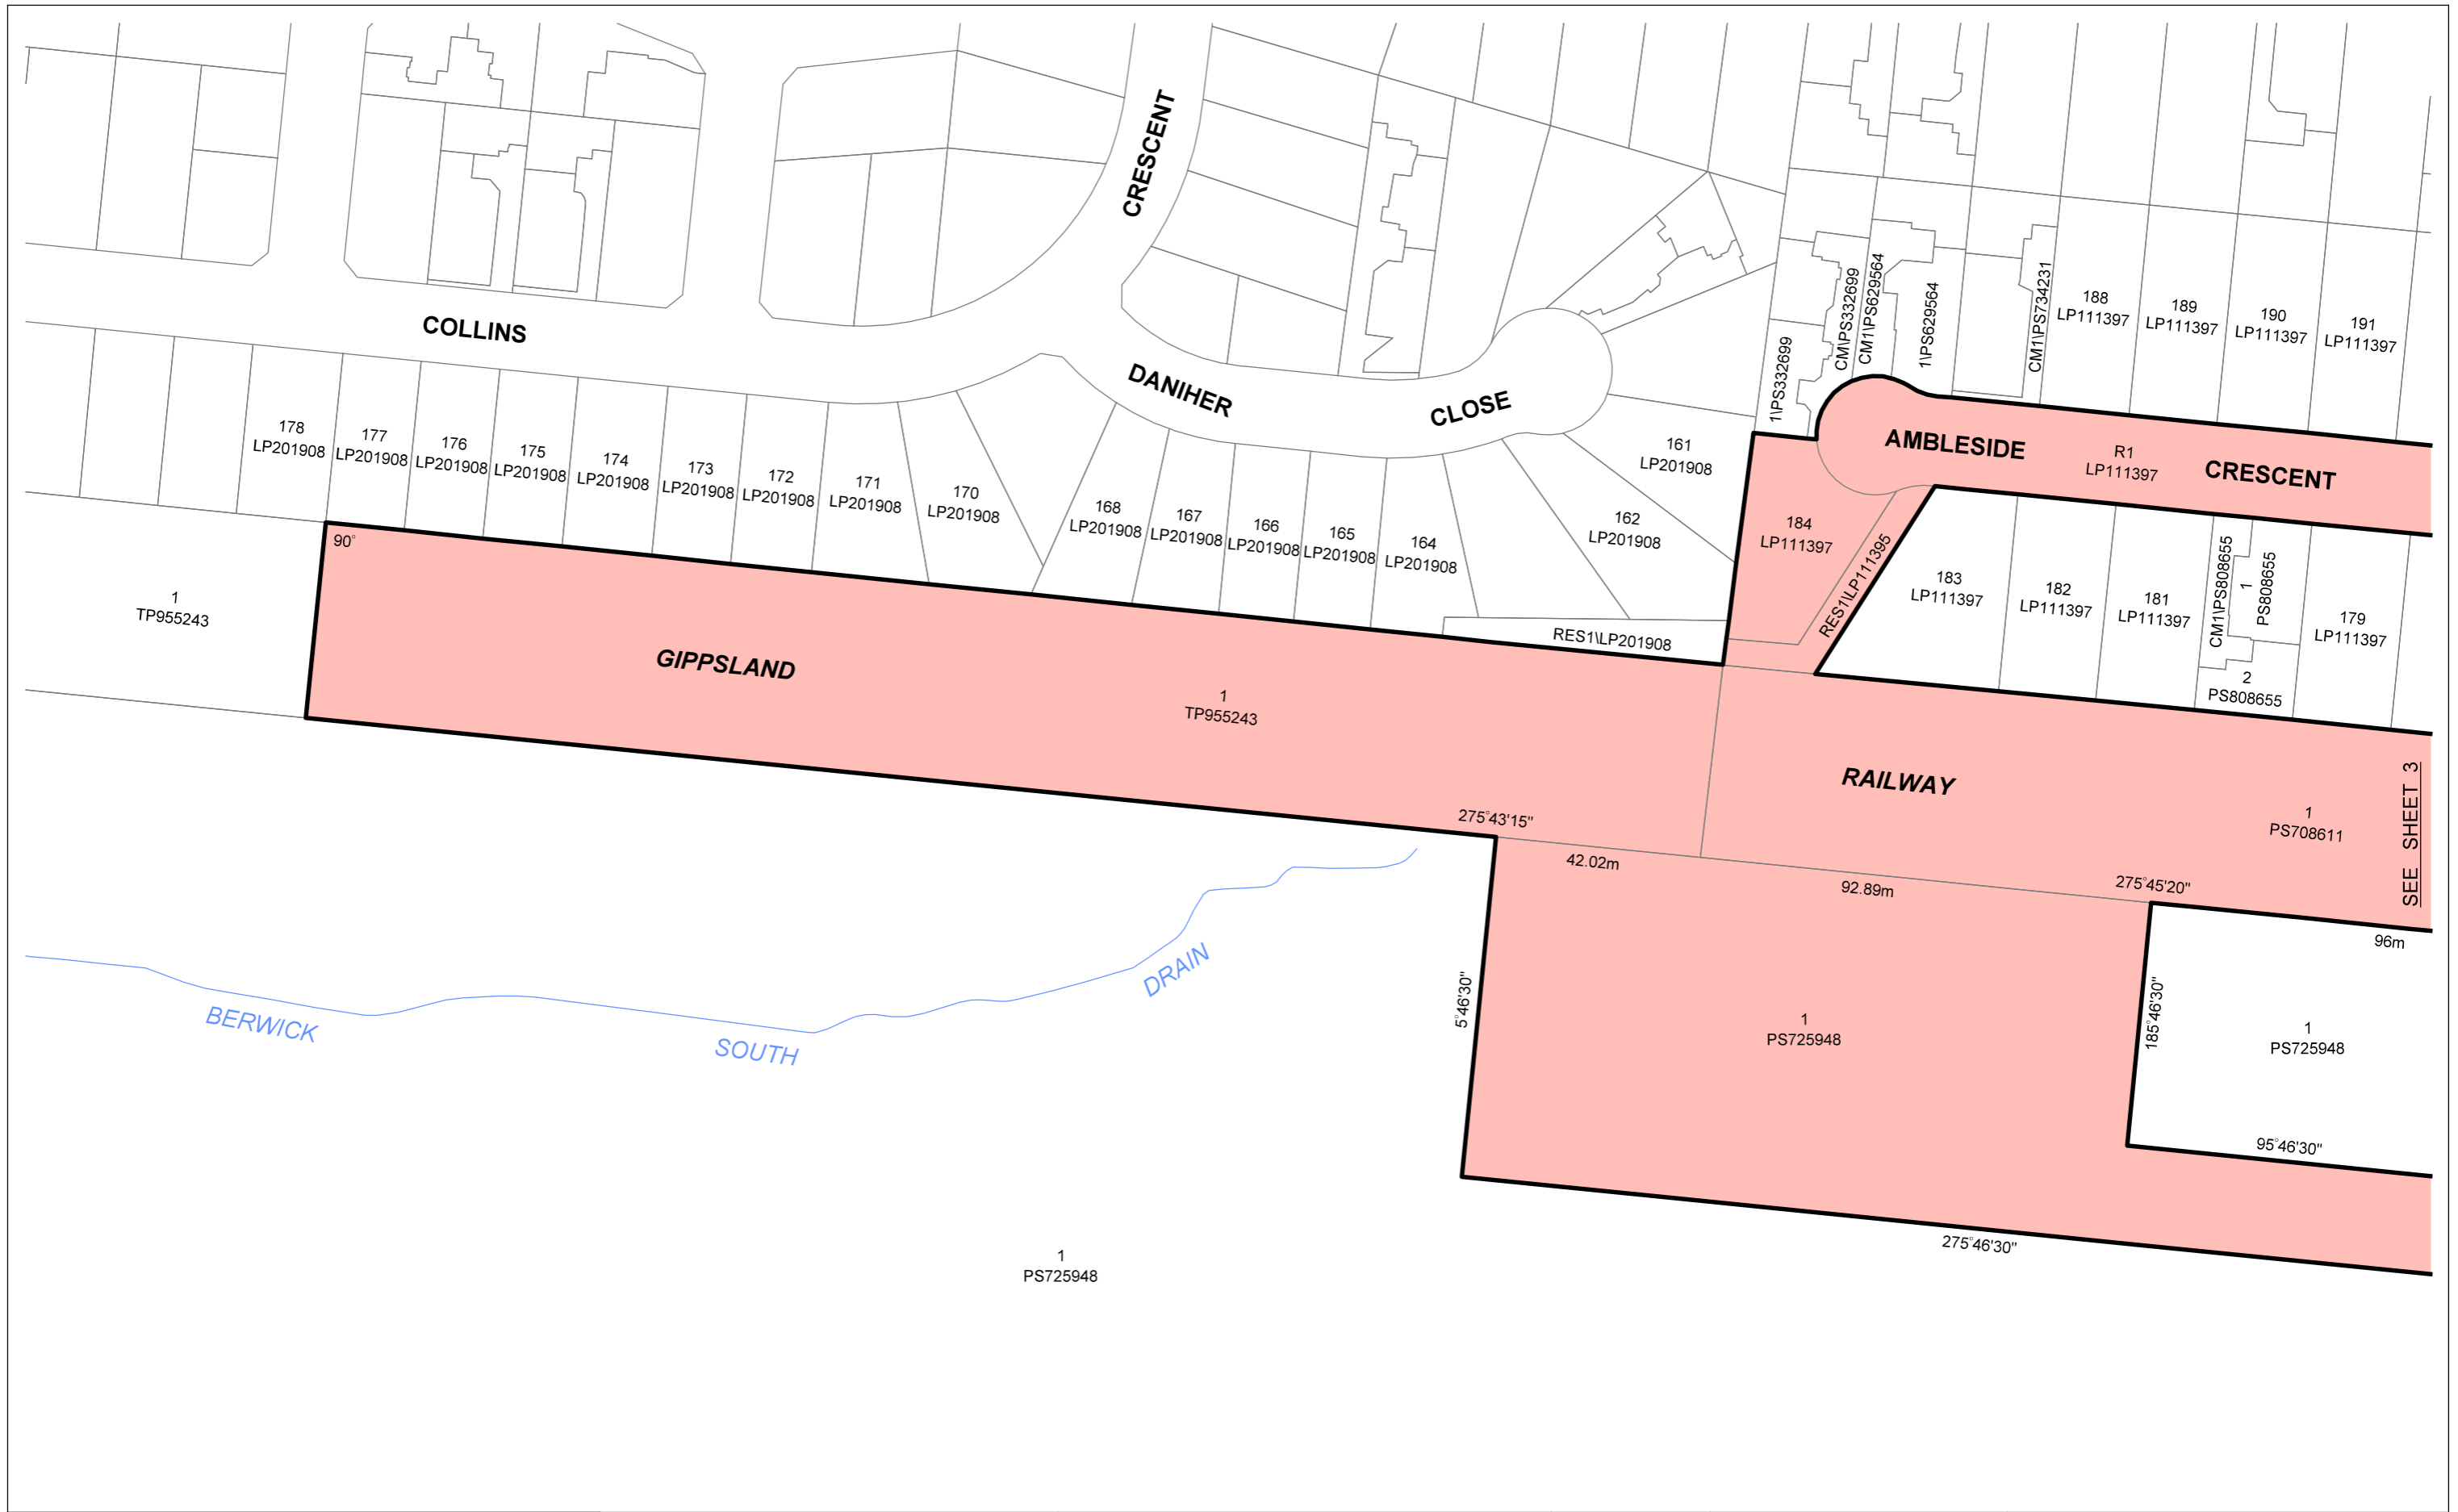 CRESCENT
COLLINS
DANIHER
CLOSE
178
LP201908
177
LP201908
176
LP201908
175
LP201908
174
LP201908
173
LP201908
172
LP201908
171
LP201908
170
LP201908
168
LP201908
167
LP201908
166
LP201908
165
LP201908
164
LP201908
161
LP201908
162
LP201908
RES1\LP201908
1\PS332699
CM\PS332699
CM1\PS629564
1\PS629564
CM1\PS734231
188
LP111397
189
LP111397
190
LP111397
191
LP111397
AMBLESIDE
R1
LP111397
CRESCENT
184
LP111397
RES1\LP111395
183
LP111397
182
LP111397
181
LP111397
CM1\PS808655
1
PS808655
2
PS808655
179
LP111397
1
TP955243
90°
GIPPSLAND
1
TP955243
RAILWAY
1
PS708611
SEE SHEET 3
275°43'15"
42.02m
92.89m
275°45'20"
96m
5°46'30"
185°46'30"
1
PS725948
1
PS725948
95°46'30"
275°46'30"
BERWICK
SOUTH
DRAIN
1
PS725948